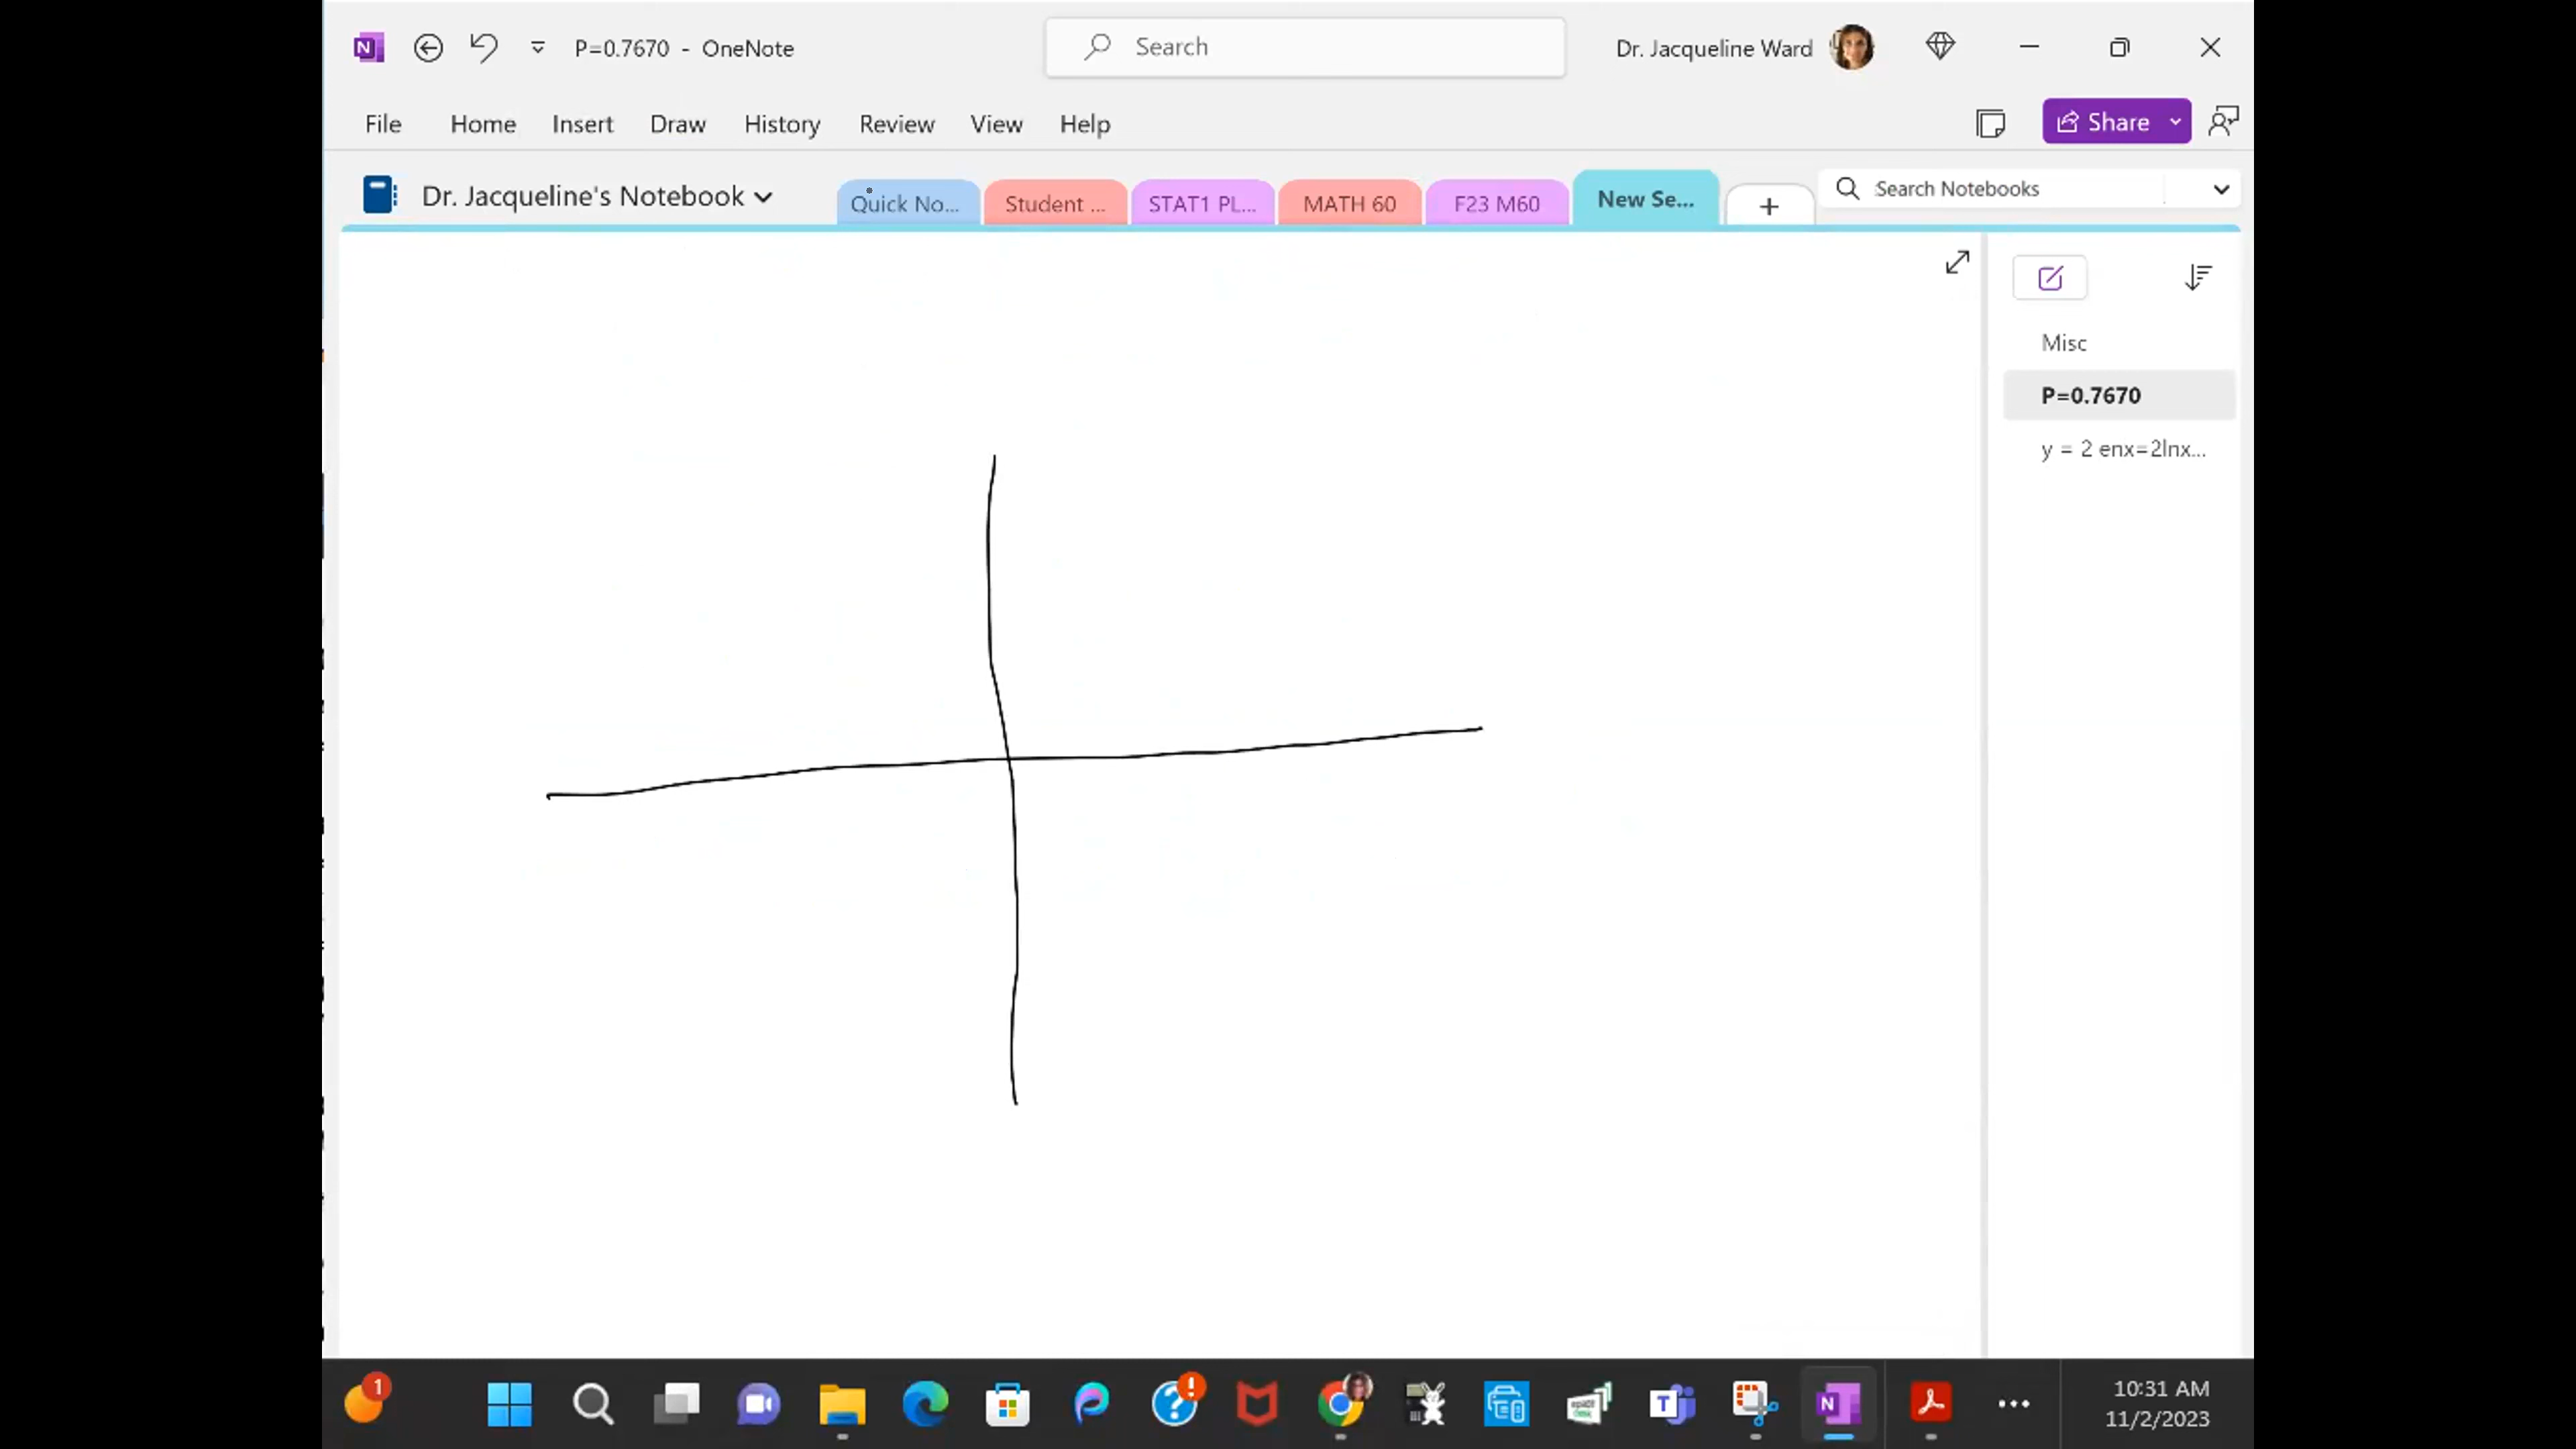 P=0.7670 - OneNote
Search
Dr. Jacqueline Ward
File Home Insert Draw History Review View Help
Share
Dr. Jacqueline's Notebook
Quick No...
Student ...
STAT1 PL...
MATH 60
F23 M60
New Se...
Search Notebooks
Misc
P=0.7670
y = 2 enx=2lnx...
1
10:31 AM
11/2/2023